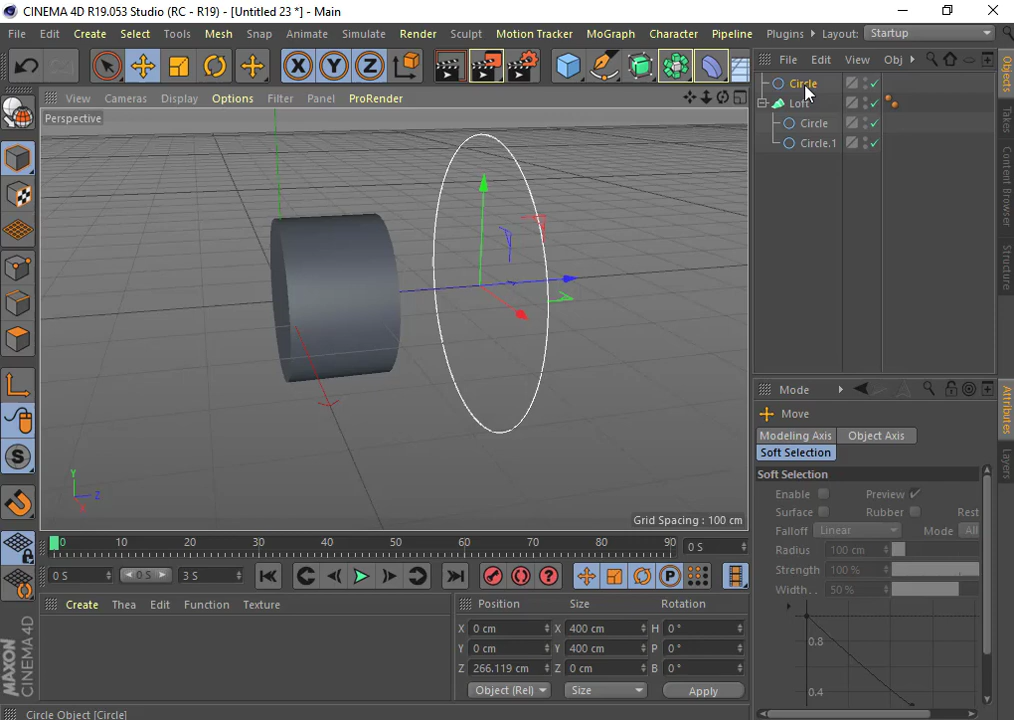 CINEMA 4D R19.053 Studio (RC - R19) - [Untitled 23 *] - Main
File Edit Create Select Tools Mesh Snap Animate Simulate Render Sculpt Motion Tracker MoGraph Character Pipeline Plugins Layout: Startup
X Y Z
File Edit View Obj
View Cameras Display Options Filter Panel ProRender
Perspective
Circle
Loft
Circle
Circle.1
Objects
Takes
Content Browser
Structure
Y
Z
X
Grid Spacing : 100 cm
Mode
Move
Modeling Axis Object Axis
Soft Selection
Soft Selection
Enable Preview
Surface Rubber Rest
Falloff Linear Mode All
Radius 100 cm
Strength 100 %
Width . . 50 %
0.8
0.4
Attributes
Layers
S
0 10 20 30 40 50 60 70 80 90 0 S
0 S 0 S 3 S P
Create Thea Edit Function Texture
Position Size Rotation
X 0 cm X 400 cm H 0 °
Y 0 cm Y 400 cm P 0 °
Z 266.119 cm Z 0 cm B 0 °
Object (Rel) Size Apply
MAXON CINEMA 4D
Circle Object [Circle]